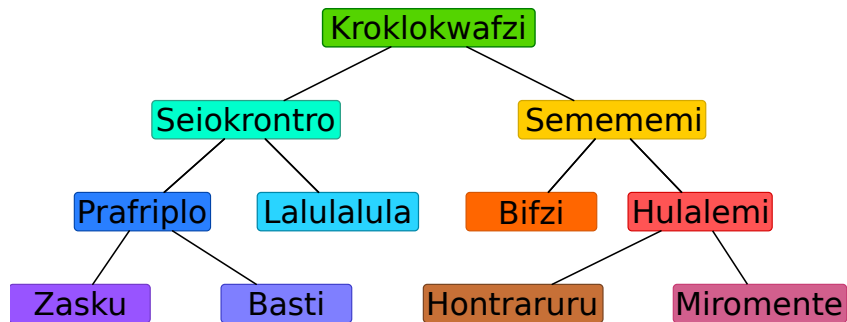 Kroklokwafzi
Seiokrontro
Semememi
Prafriplo
Lalulalula
Bifzi
Hulalemi
Zasku
Basti
Hontraruru
Miromente